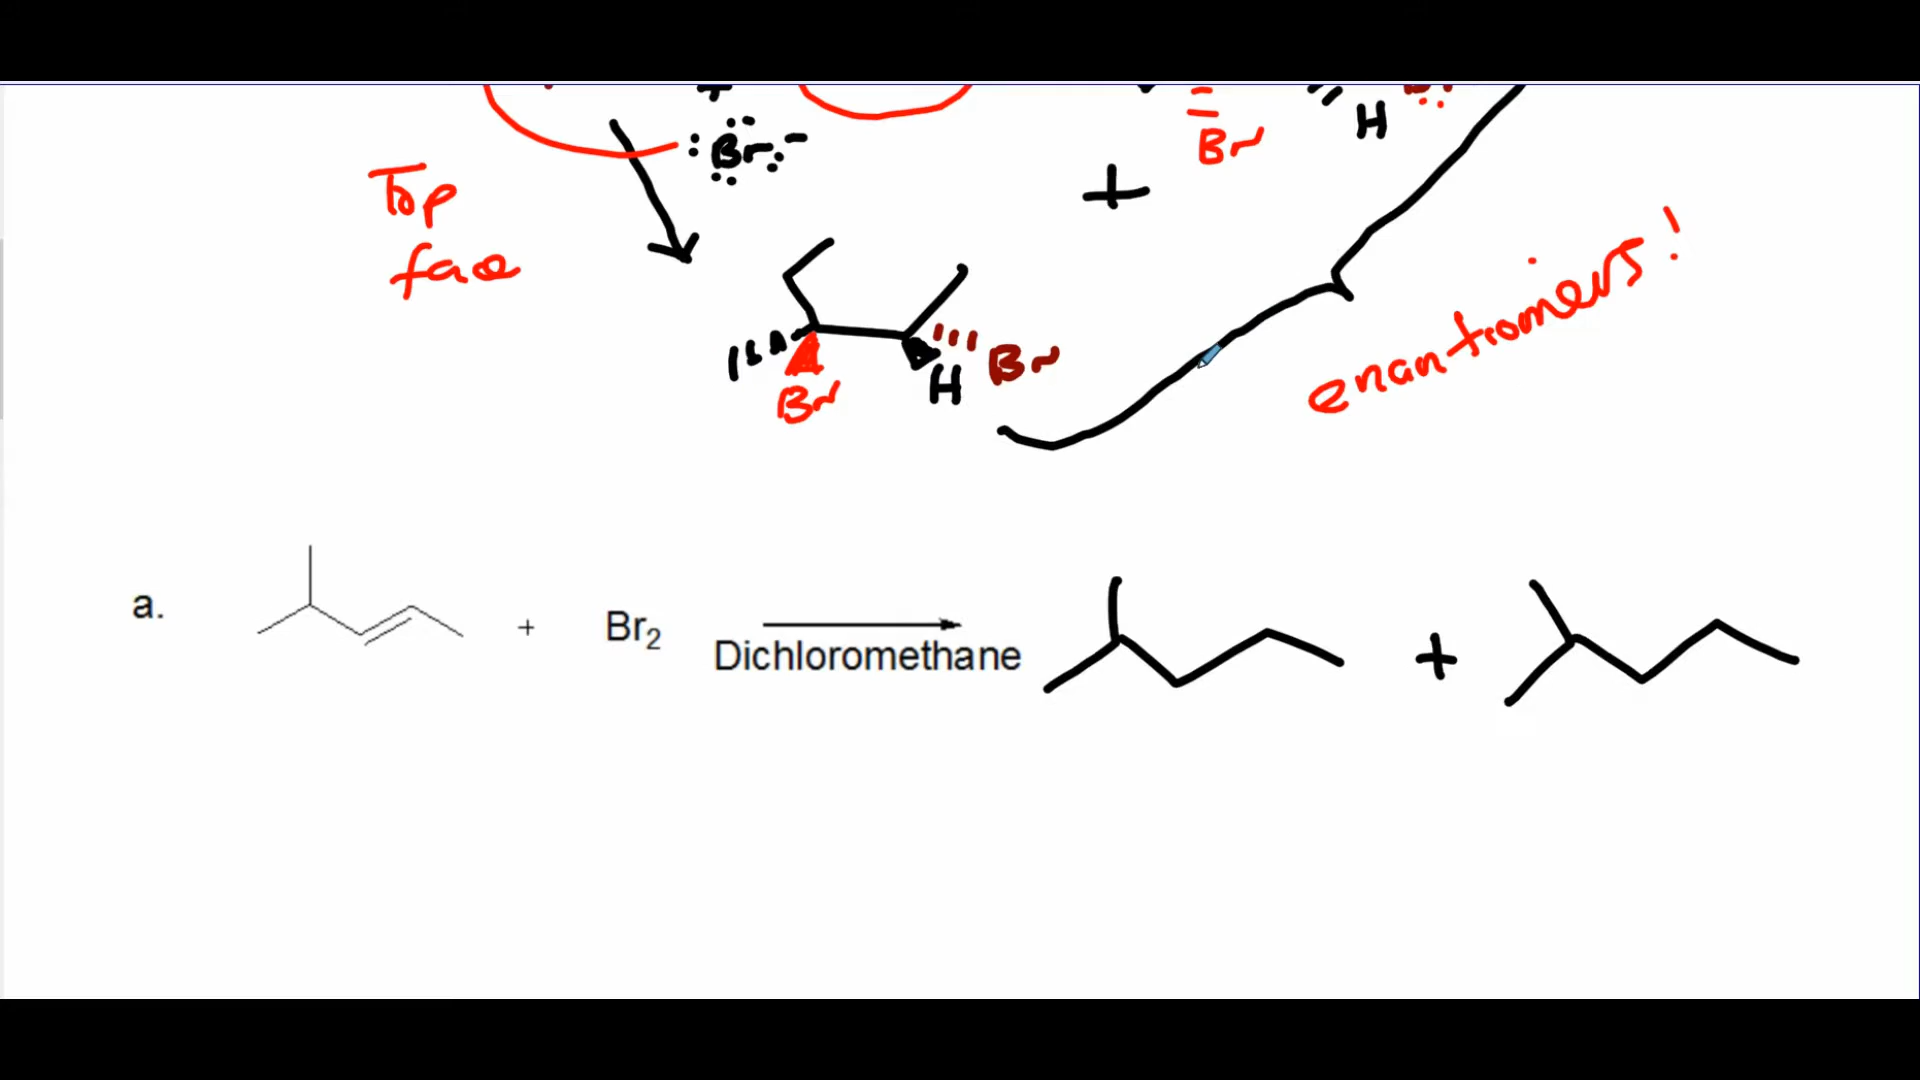 :Br:-
H
Br
+
Top
face
enantiomers!
H
Br
H
Br
a.
+
Br2
Dichloromethane
+